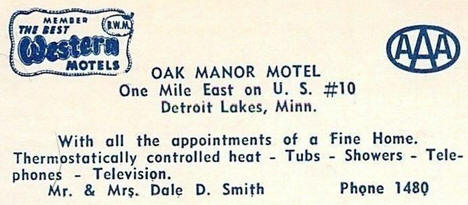 MEMBER
THE BEST B.W.M.
Western
MOTELS
AAA
OAK MANOR MOTEL
One Mile East on U. S. #10
Detroit Lakes, Minn.
With all the appointments of a Fine Home.
Thermostatically controlled heat - Tubs - Showers - Tele-
phones - Television.
Mr. & Mrs. Dale D. Smith Phone 1480